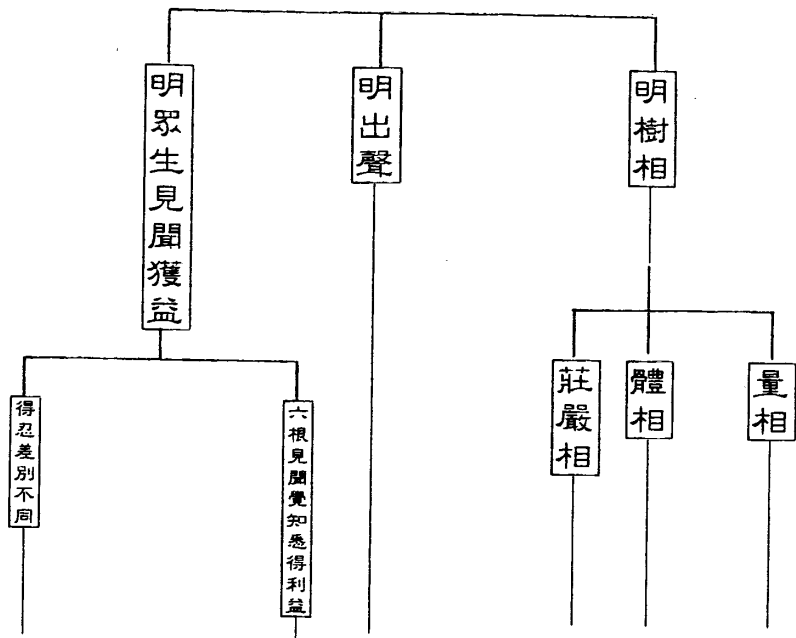 明樹相
量相
體相
莊嚴相
明出聲
明眾生見聞獲益
六根見聞覺知悉得利益
得忍差別不同